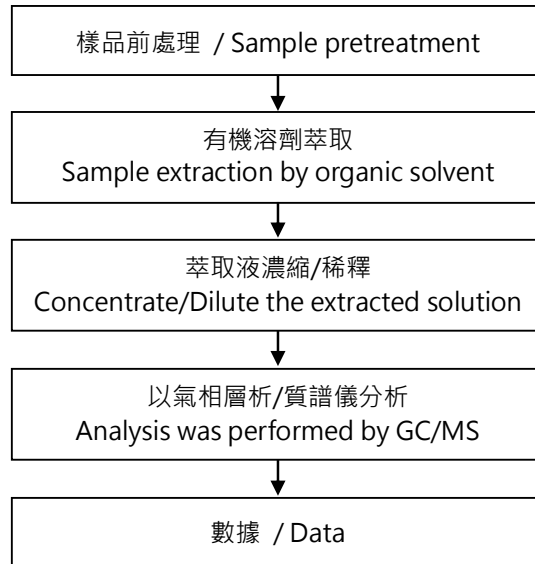 樣品前處理 / Sample pretreatment
有機溶劑萃取
Sample extraction by organic solvent
萃取液濃縮/稀釋
Concentrate/Dilute the extracted solution
以氣相層析/質譜儀分析
Analysis was performed by GC/MS
數據 / Data